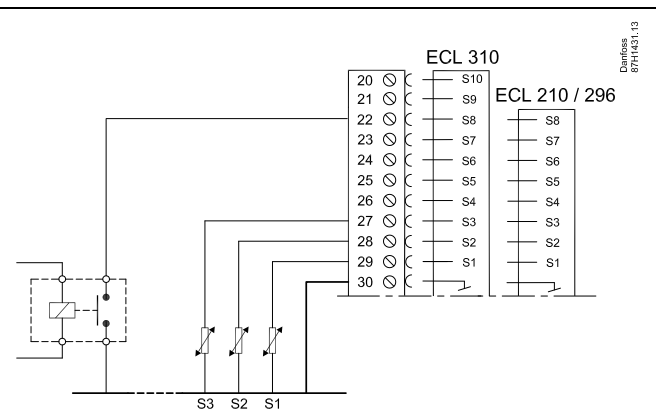 Danfoss
87H1431.13
ECL 310
ECL 210 / 296
20 S10
21 S9
22 S8 S8
23 S7 S7
24 S6 S6
25 S5 S5
26 S4 S4
27 S3 S3
28 S2 S2
29 S1 S1
30
S3 S2 S1